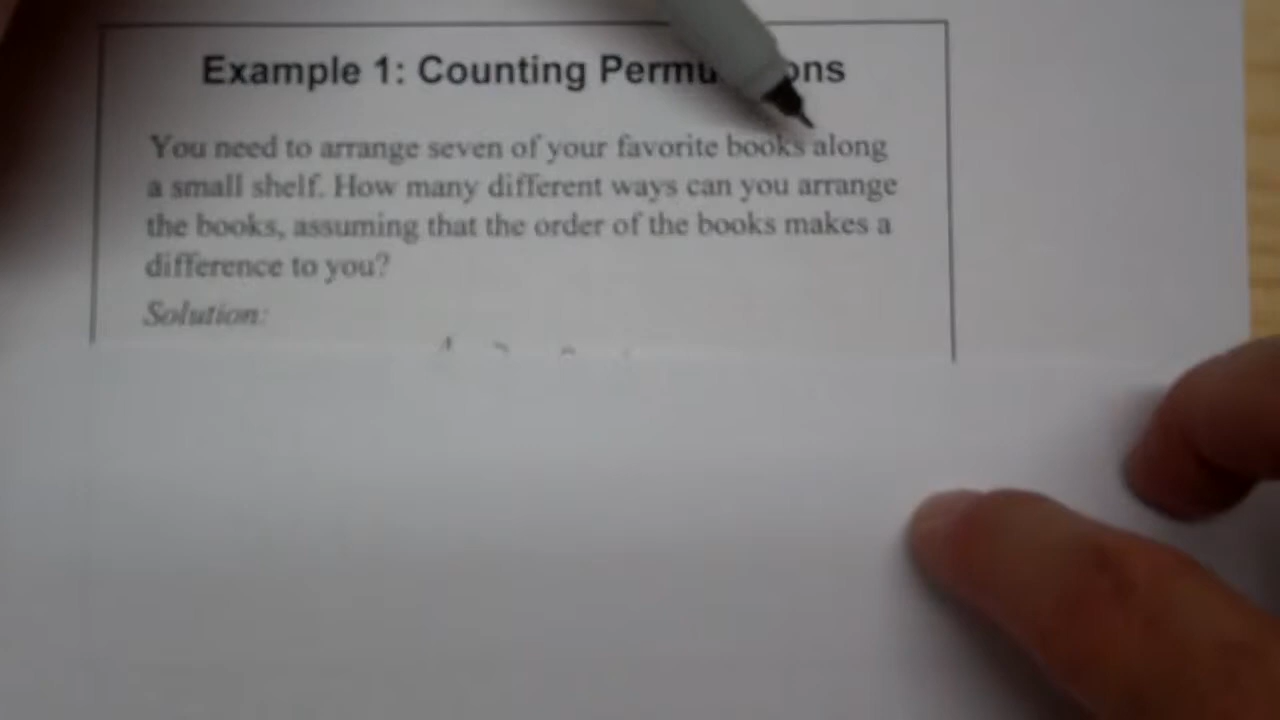 Example 1: Counting Permu ons
You need to arrange seven of your favorite books along
a small shelf. How many different ways can you arrange
the books, assuming that the order of the books makes a
difference to you?
Solution: